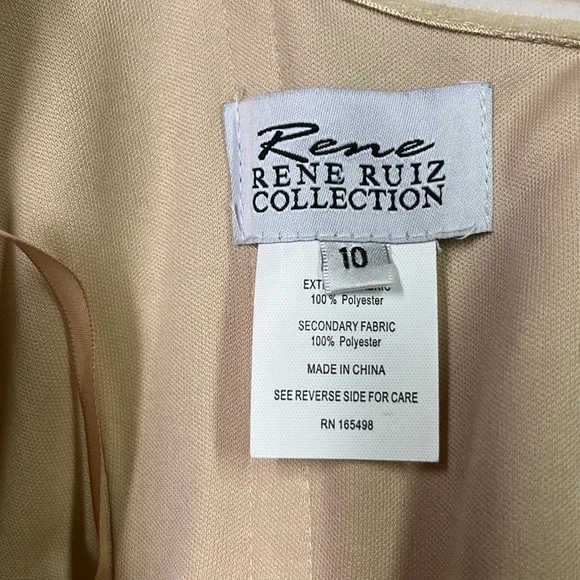 Rene
RENE RUIZ
COLLECTION
10
100% Polyester
SECONDARY FABRIC
100% Polyester
MADE IN CHINA
SEE REVERSE SIDE FOR CARE
RN 165498